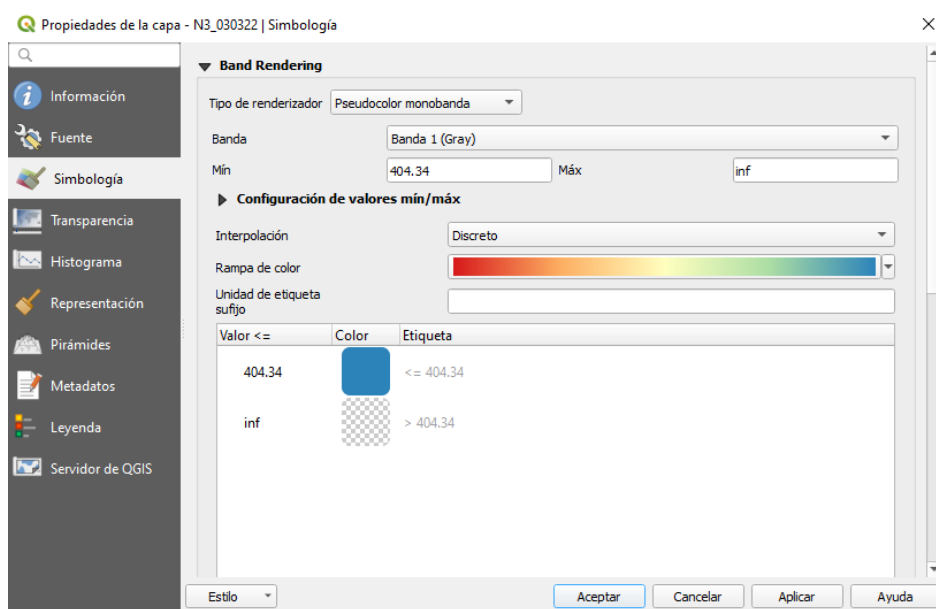 Propiedades de la capa - N3_030322 | Simbología
Información
Fuente
Simbología
Transparencia
Histograma
Representación
Pirámides
Metadatos
Leyenda
Servidor de QGIS
Band Rendering
Tipo de renderizador Pseudocolor monobanda
Banda Banda 1 (Gray)
Mín 404.34 Máx inf
Configuración de valores mín/máx
Interpolación Discreto
Rampa de color
Unidad de etiqueta
sufijo
Valor <= Color Etiqueta
404.34 <= 404.34
inf > 404.34
Estilo Aceptar Cancelar Aplicar Ayuda